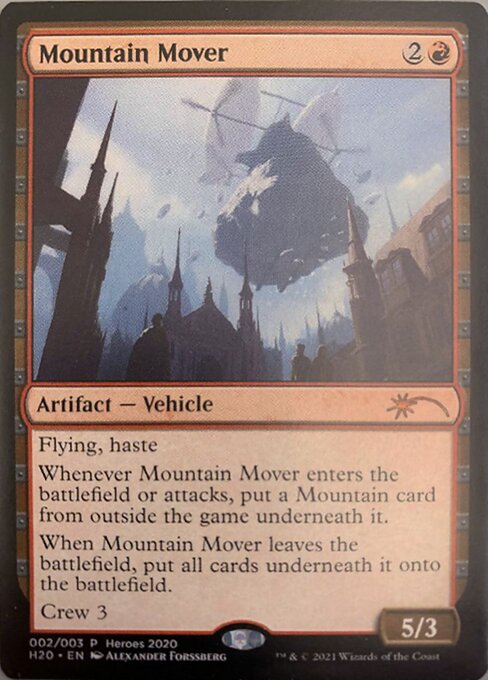 Mountain Mover 2
Artifact — Vehicle
Flying, haste
Whenever Mountain Mover enters the
battlefield or attacks, put a Mountain card
from outside the game underneath it.
When Mountain Mover leaves the
battlefield, put all cards underneath it onto
the battlefield.
Crew 3
5/3
002/003 P Heroes 2020
H20 • EN Alexander Forssberg ™ & © 2021 Wizards of the Coast